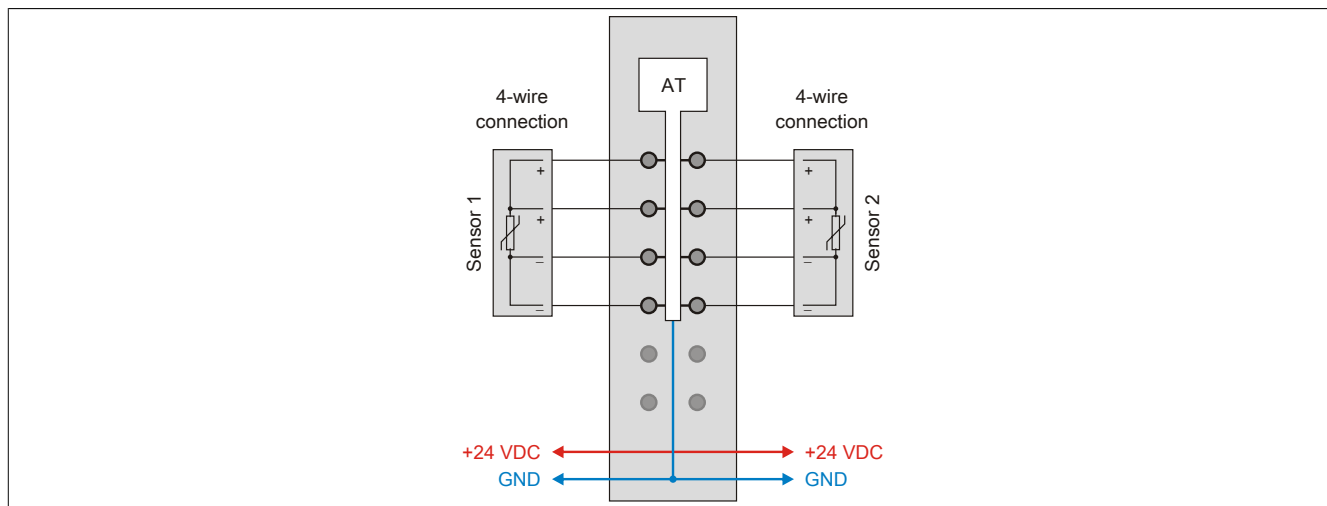 AT
4-wire
connection
4-wire
connection
Sensor 1
+
+
–
–
+
+
–
–
Sensor 2
+24 VDC
+24 VDC
GND
GND